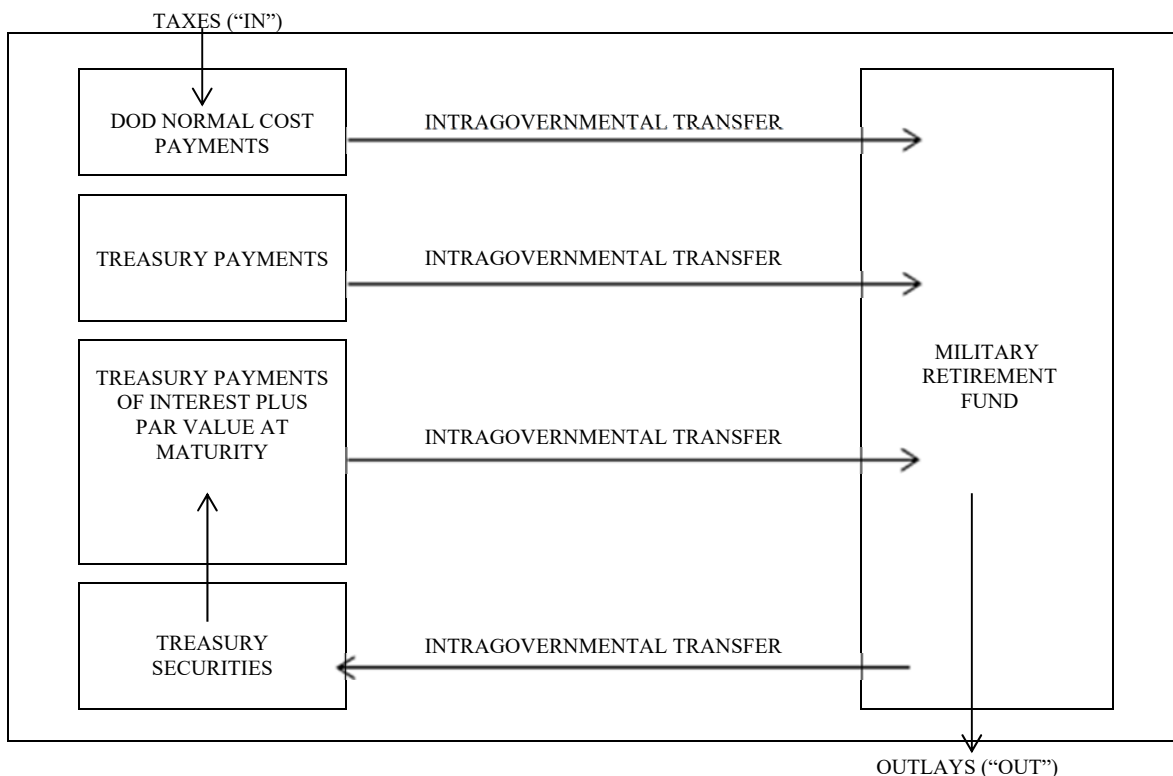 TAXES (“IN”)
DOD NORMAL COST
PAYMENTS
INTRAGOVERNMENTAL TRANSFER
TREASURY PAYMENTS
INTRAGOVERNMENTAL TRANSFER
TREASURY PAYMENTS
OF INTEREST PLUS
PAR VALUE AT
MATURITY
INTRAGOVERNMENTAL TRANSFER
MILITARY
RETIREMENT
FUND
TREASURY
SECURITIES
INTRAGOVERNMENTAL TRANSFER
OUTLAYS (“OUT”)